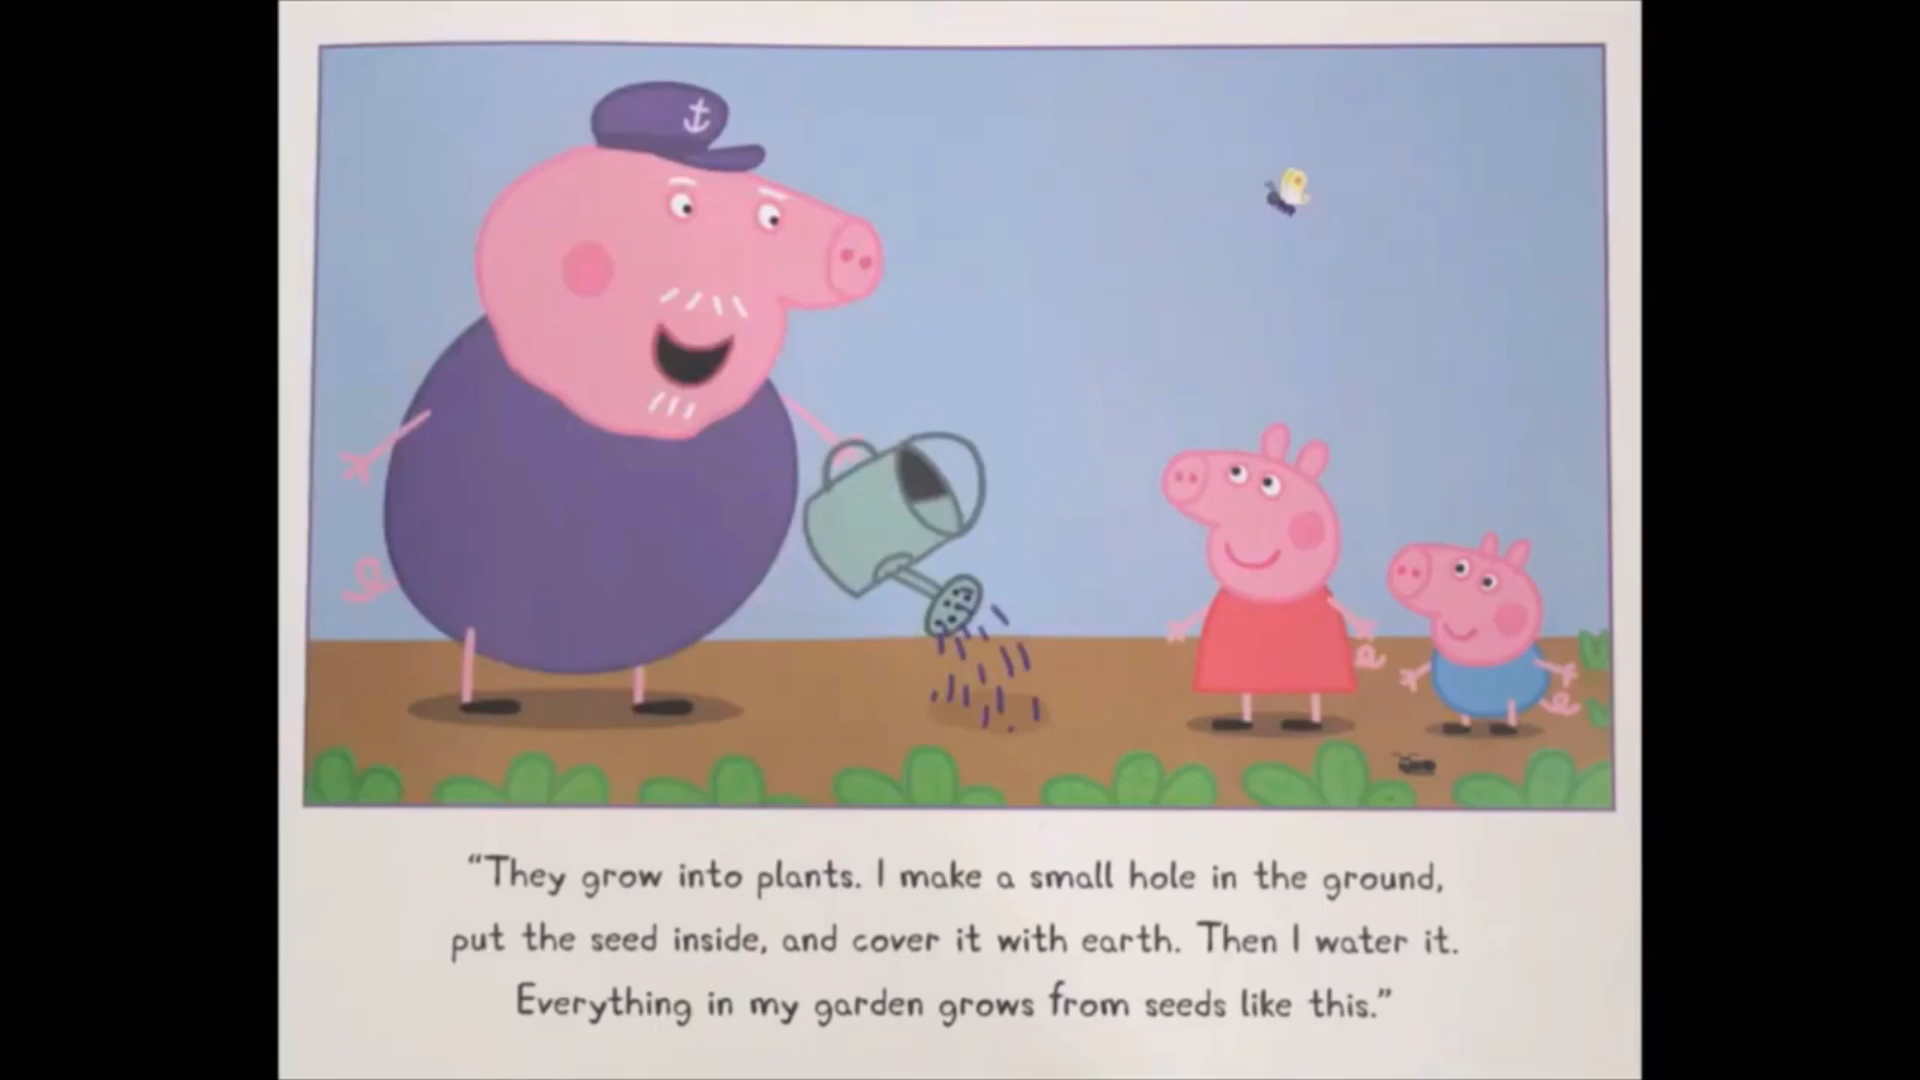 “They grow into plants. I make a small hole in the ground,
put the seed inside, and cover it with earth. Then I water it.
Everything in my garden grows from seeds like this.”